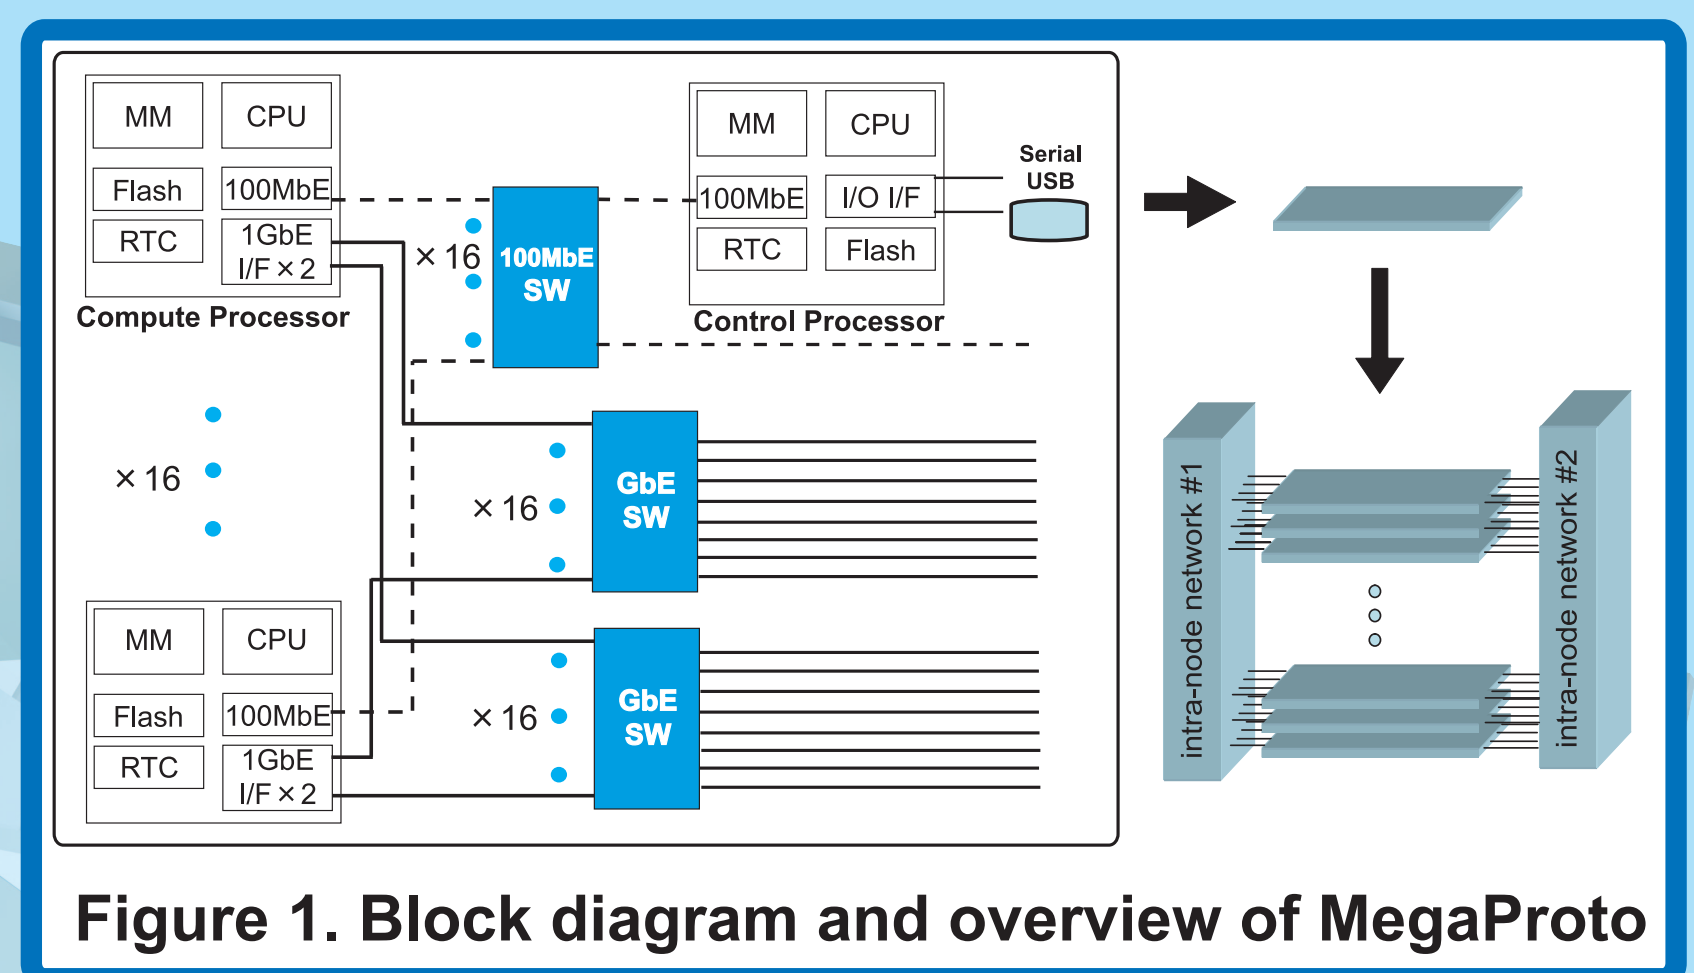 MM
CPU
Flash
100MbE
RTC
1GbE
I/F × 2
Compute Processor
× 16
100MbE
SW
MM
CPU
100MbE
I/O I/F
RTC
Flash
Control Processor
Serial
USB
× 16
× 16
GbE
SW
MM
CPU
Flash
100MbE
RTC
1GbE
I/F × 2
× 16
GbE
SW
intra-node network #1
intra-node network #2
Figure 1. Block diagram and overview of MegaProto